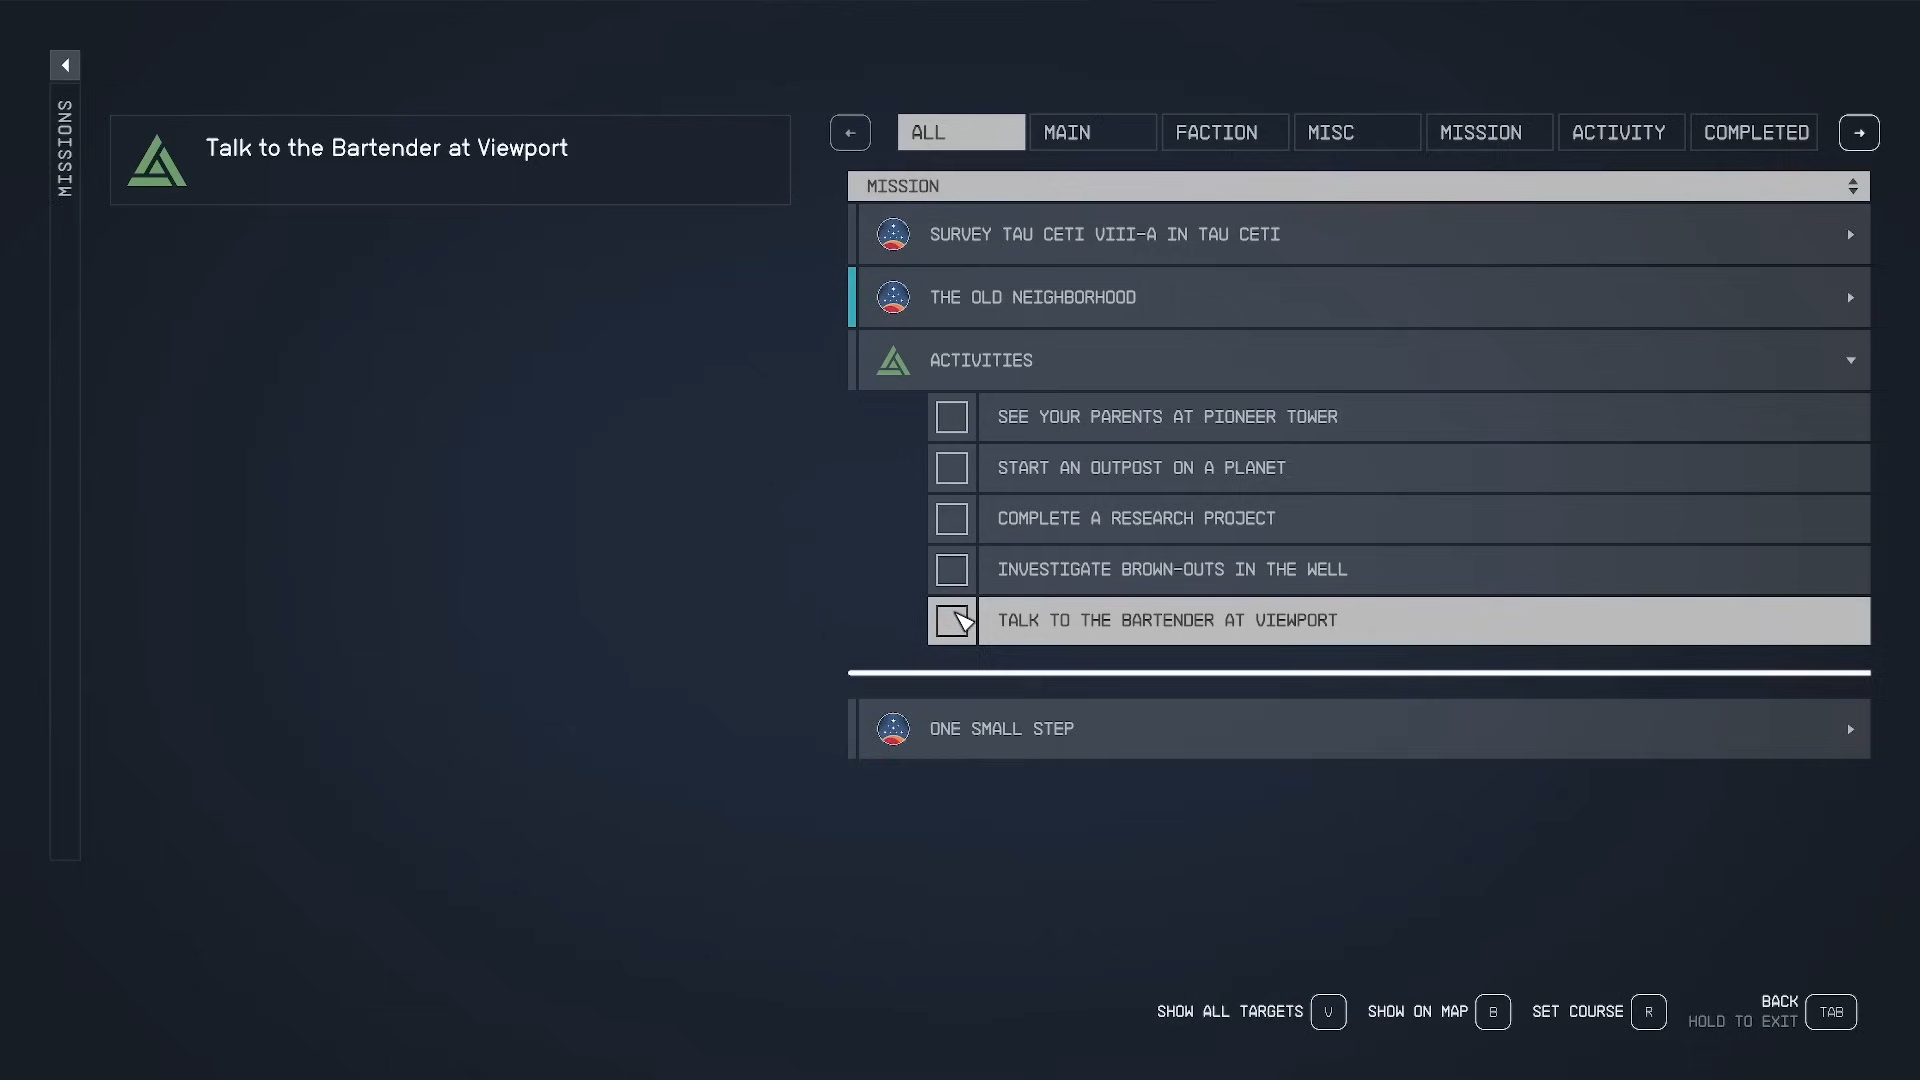 MISSIONS
Talk to the Bartender at Viewport
ALL MAIN FACTION MISC MISSION ACTIVITY COMPLETED
MISSION
SURVEY TAU CETI VIII-A IN TAU CETI
THE OLD NEIGHBORHOOD
ACTIVITIES
SEE YOUR PARENTS AT PIONEER TOWER
START AN OUTPOST ON A PLANET
COMPLETE A RESEARCH PROJECT
INVESTIGATE BROWN-OUTS IN THE WELL
TALK TO THE BARTENDER AT VIEWPORT
ONE SMALL STEP
SHOW ALL TARGETS V SHOW ON MAP B SET COURSE R BACK TAB
HOLD TO EXIT